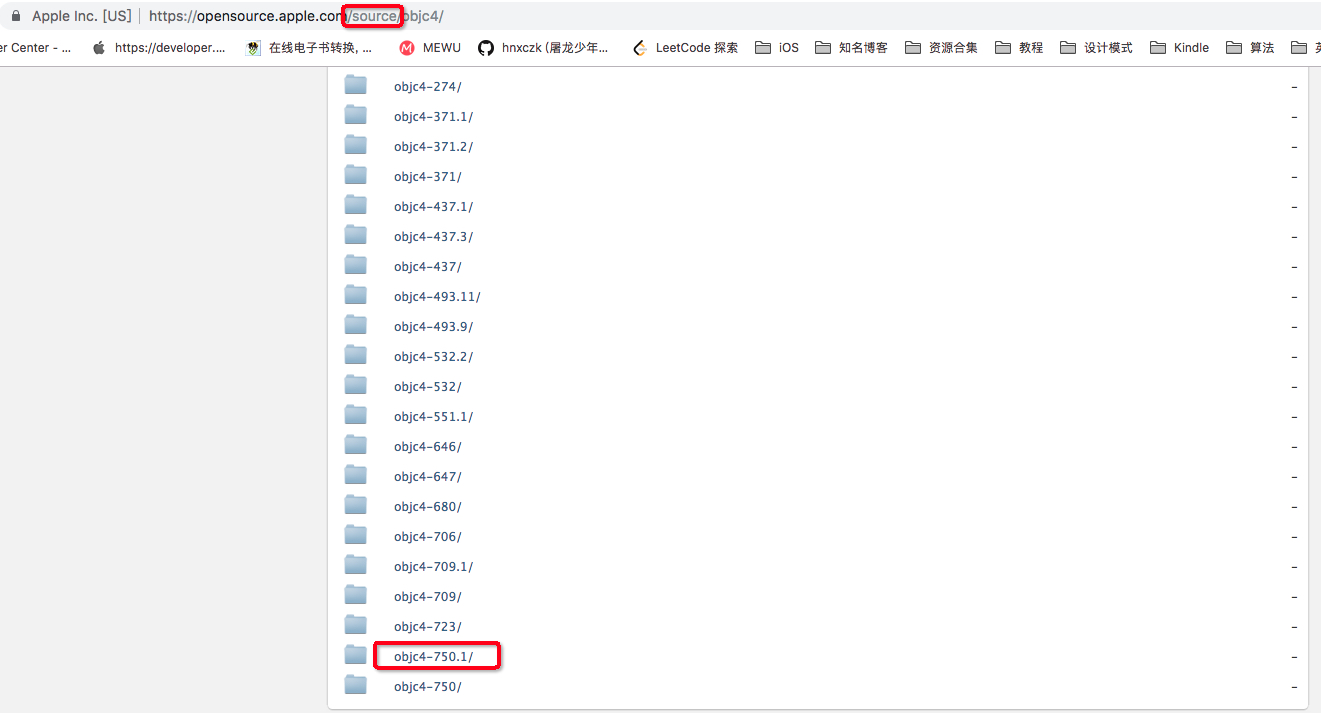 Apple Inc. [US] | https://opensource.apple.com/source/objc4/
er Center - ... https://developer.... 在线电子书转换, ... MEWU hnxczk (屠龙少年... LeetCode 探索 iOS 知名博客 资源合集 教程 设计模式 Kindle 算法
objc4-274/ -
objc4-371.1/ -
objc4-371.2/ -
objc4-371/ -
objc4-437.1/ -
objc4-437.3/ -
objc4-437/ -
objc4-493.11/ -
objc4-493.9/ -
objc4-532.2/ -
objc4-532/ -
objc4-551.1/ -
objc4-646/ -
objc4-647/ -
objc4-680/ -
objc4-706/ -
objc4-709.1/ -
objc4-709/ -
objc4-723/ -
objc4-750.1/ -
objc4-750/ -